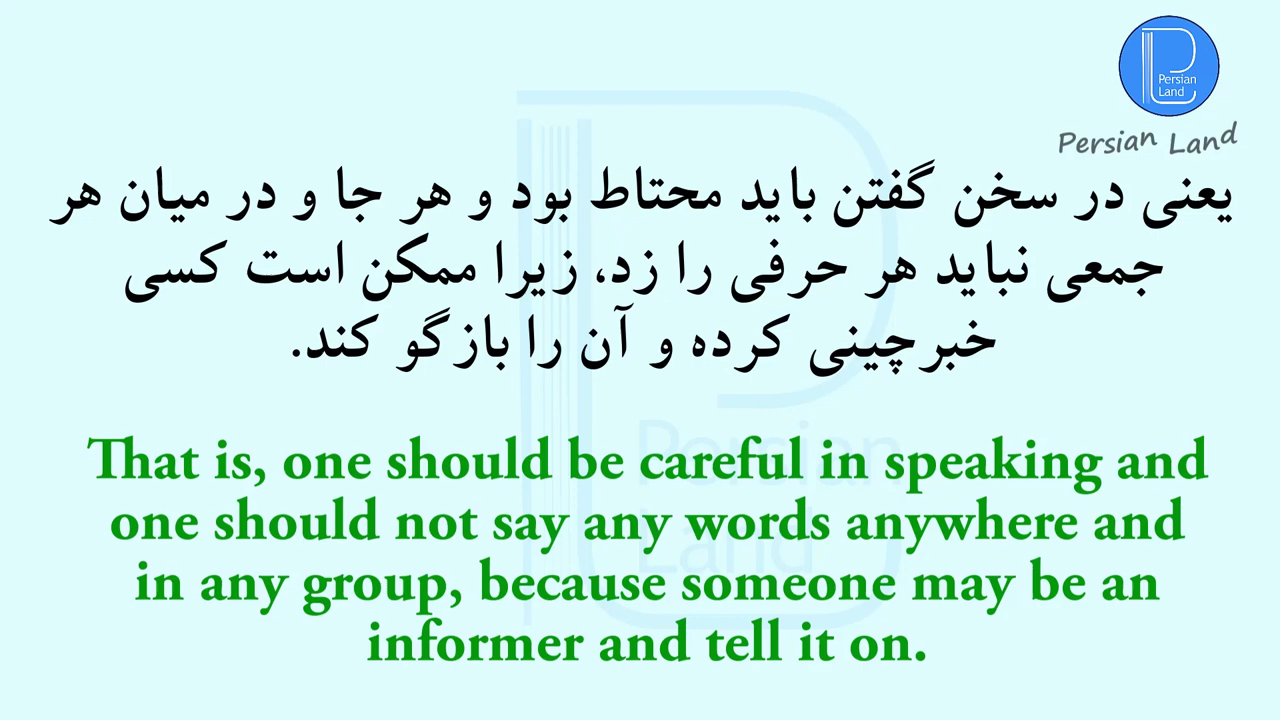 Persian
Land
Persian Land
یعنی در سخن گفتن باید محتاط بود و هر جا و در میان هر
جمعی نباید هر حرفی را زد، زیرا ممکن است کسی
خبرچینی کرده و آن را بازگو کند.
Persian
Land
That is, one should be careful in speaking and
one should not say any words anywhere and
in any group, because someone may be an
informer and tell it on.